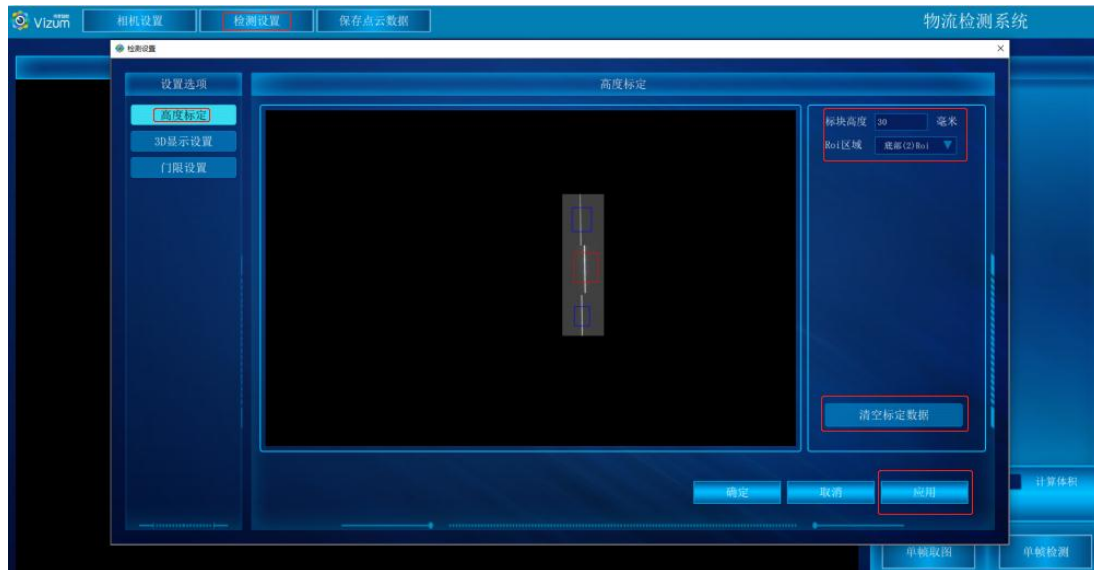 Vizum
相机设置
检测设置
保存点云数据
物流检测系统
检测设置
设置选项
高度标定
高度标定
3D显示设置
门限设置
标块高度 30 毫米
Roi区域 底部(2)Roi
清空标定数据
确定
取消
应用
计算体积
单帧取图
单帧检测